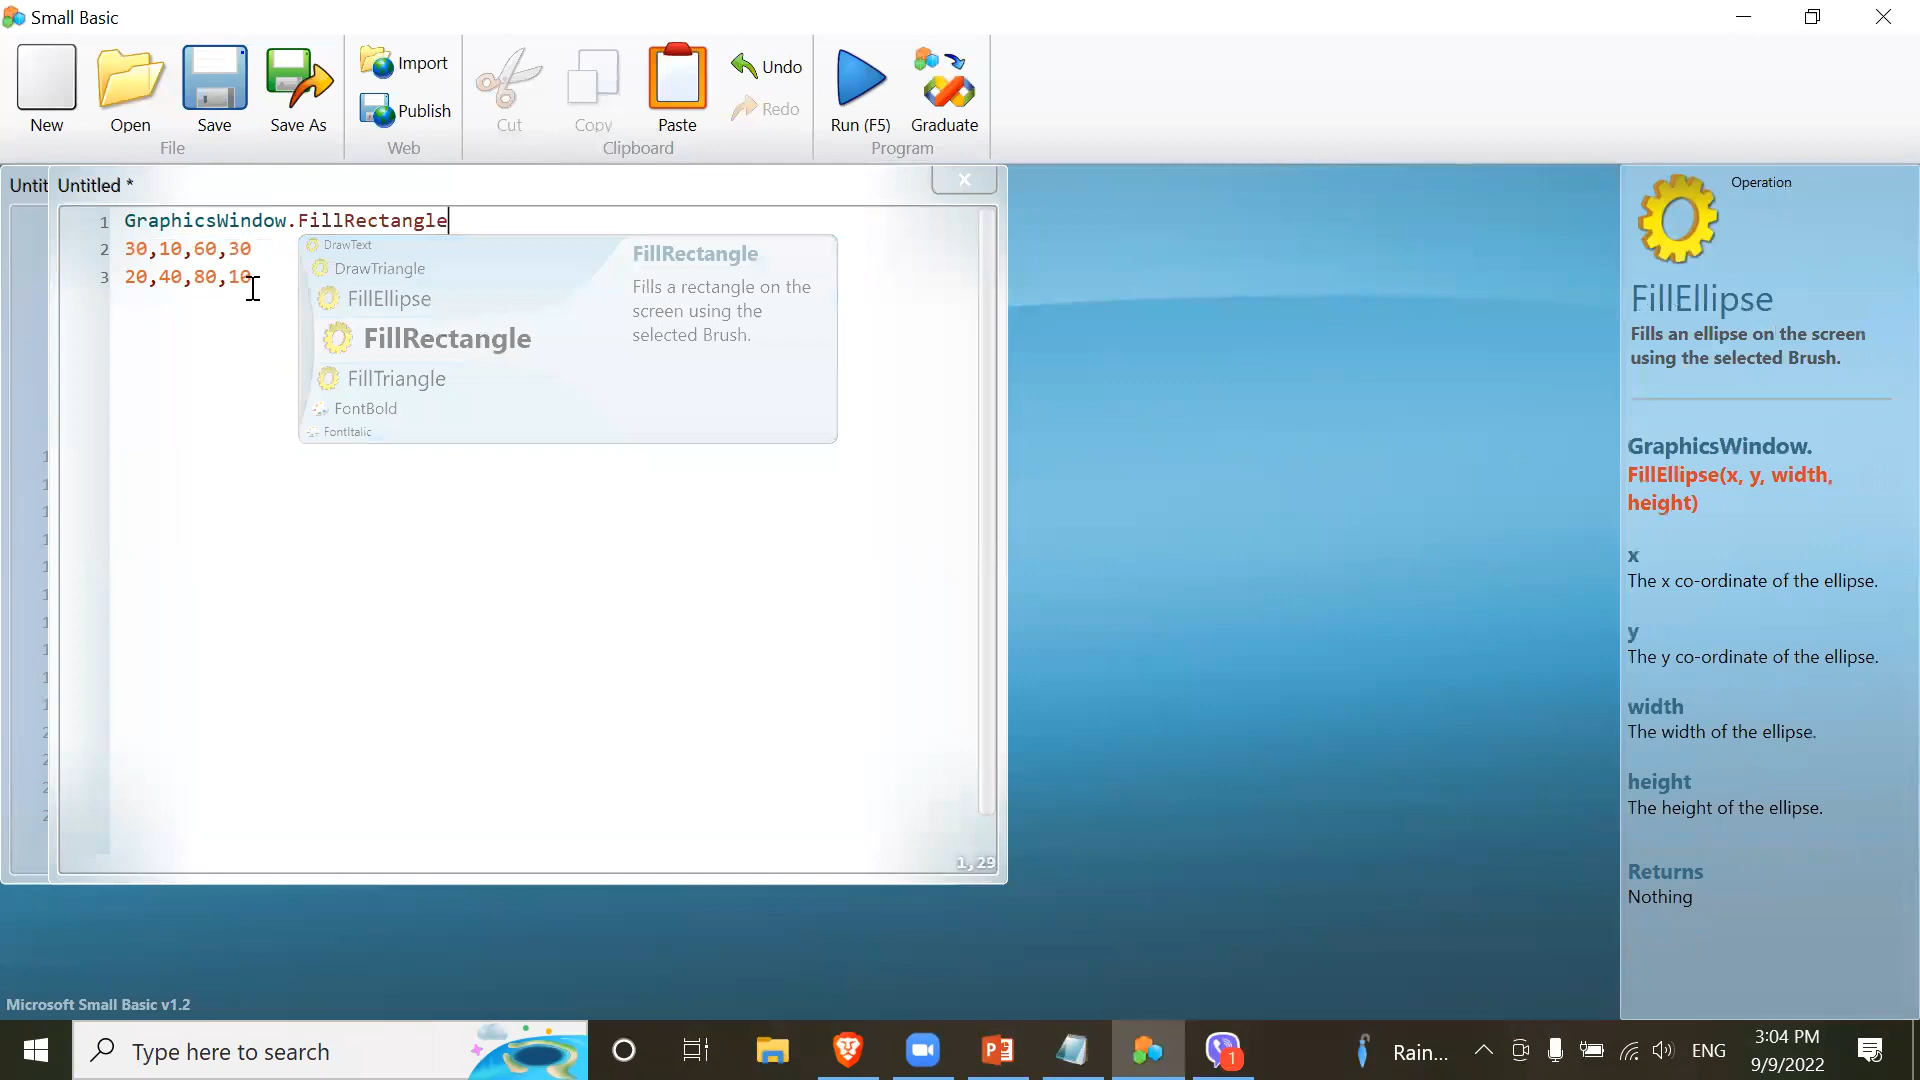 Small Basic
New
Open
Save
Save As
File
Import
Publish
Web
Cut
Copy
Paste
Undo
Redo
Clipboard
Run (F5)
Graduate
Program
Untit
Untitled *
1 GraphicsWindow.FillRectangle
2 30,10,60,30
3 20,40,80,10
DrawText
DrawTriangle
FillEllipse
FillRectangle
FillTriangle
FontBold
FontItalic
FillRectangle
Fills a rectangle on the
screen using the
selected Brush.
1,29
Operation
FillEllipse
Fills an ellipse on the screen
using the selected Brush.
GraphicsWindow.
FillEllipse(x, y, width,
height)
x
The x co-ordinate of the ellipse.
y
The y co-ordinate of the ellipse.
width
The width of the ellipse.
height
The height of the ellipse.
Returns
Nothing
Microsoft Small Basic v1.2
Type here to search
1
Rain...
ENG
3:04 PM
9/9/2022